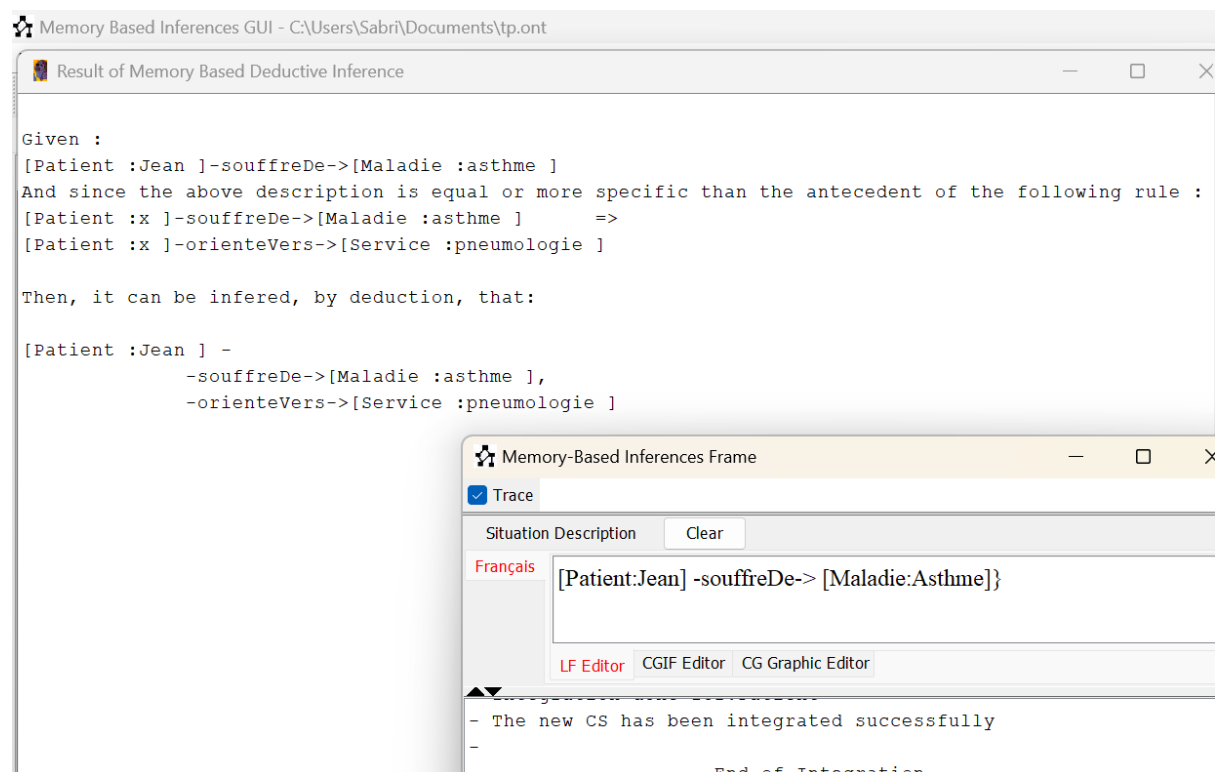 Memory Based Inferences GUI - C:\Users\Sabri\Documents\tp.ont
Result of Memory Based Deductive Inference
Given :
[Patient :Jean ]-souffreDe->[Maladie :asthme ]
And since the above description is equal or more specific than the antecedent of the following rule :
[Patient :x ]-souffreDe->[Maladie :asthme ]      =>
[Patient :x ]-orienteVers->[Service :pneumologie ]
Then, it can be infered, by deduction, that:
[Patient :Jean ] -
-souffreDe->[Maladie :asthme ],
-orienteVers->[Service :pneumologie ]
Memory-Based Inferences Frame
Trace
Situation Description Clear
Français
[Patient:Jean] -souffreDe-> [Maladie:Asthme]}
LF Editor CGIF Editor CG Graphic Editor
- The new CS has been integrated successfully
-
End of Integration